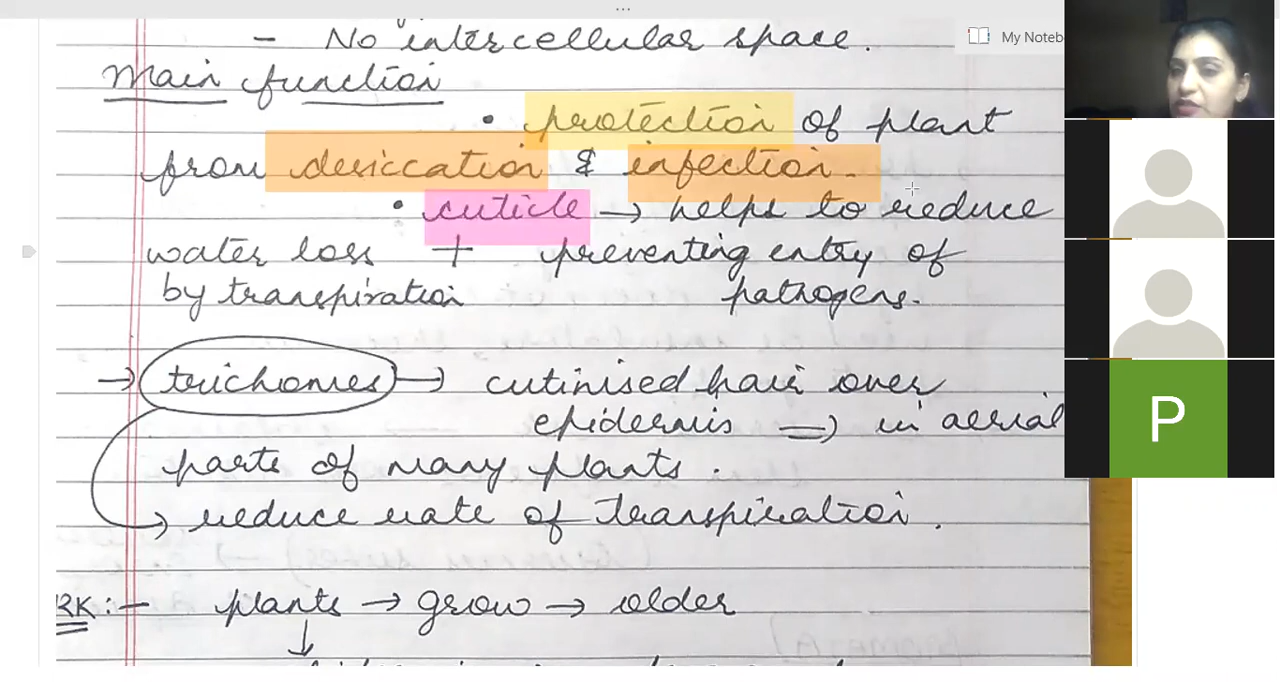 - No intercellular space.
My Noteb
Main function
• protection of plant
from desiccation & infection.
• cuticle → helps to reduce
water loss + preventing entry of
by transpiration pathogens.
→ trichomes → cutinised hair over
epidermis ⇒ in aerial
parts of many plants.
→ reduce rate of transpiration.
P
RK :- plants → grow → older
↓